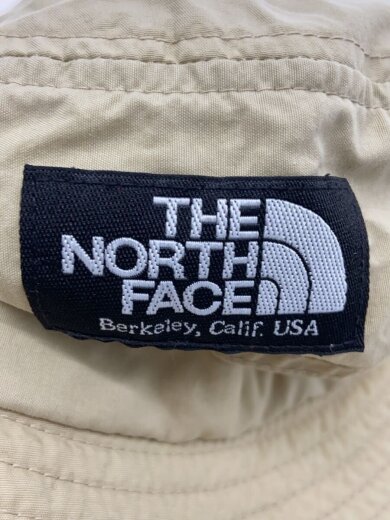 THE
NORTH
FACE
Berkeley, Calif. USA